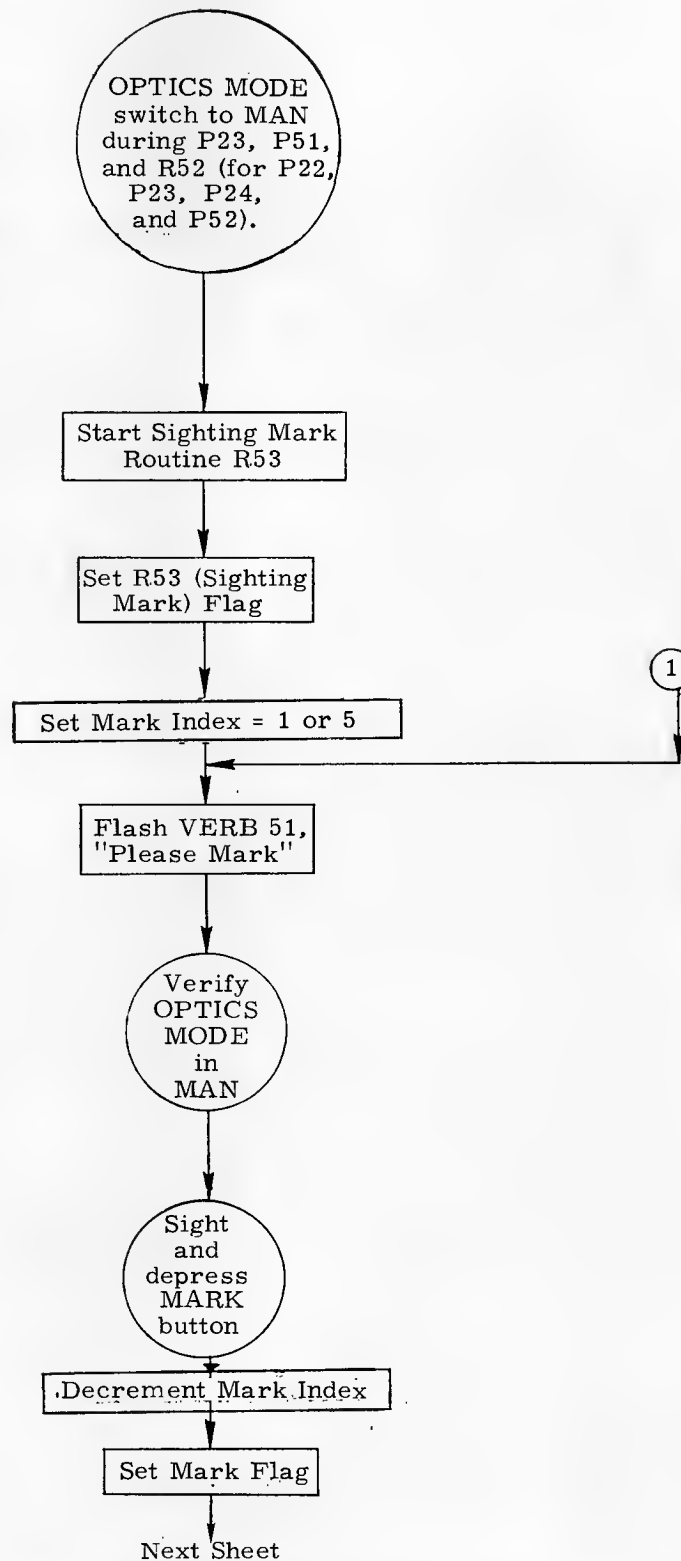 OPTICS MODE
switch to MAN
during P23, P51,
and R52 (for P22,
P23, P24,
and P52).
Start Sighting Mark
Routine R53
Set R53 (Sighting
Mark) Flag
1
Set Mark Index = 1 or 5
Flash VERB 51,
"Please Mark"
Verify
OPTICS
MODE
in
MAN
Sight
and
depress
MARK
button
Decrement Mark Index
Set Mark Flag
Next Sheet